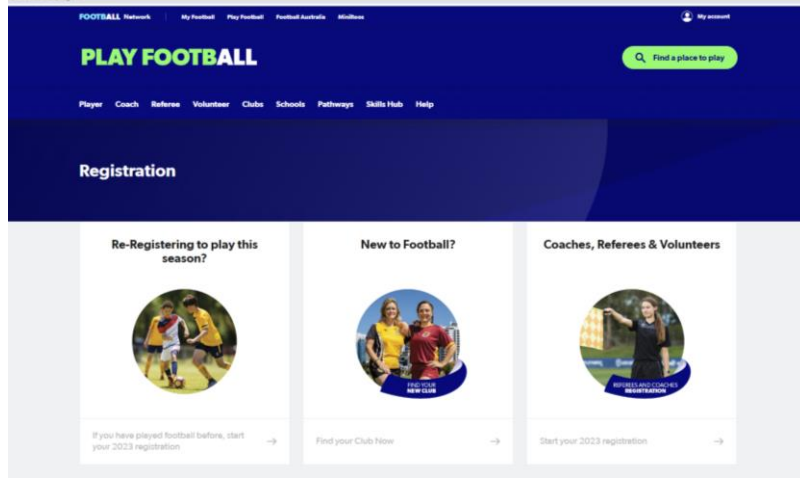 FOOTBALL Network My Football Play Football Football Australia MiniRoos My account
PLAY FOOTBALL
Find a place to play
Player Coach Referee Volunteer Clubs Schools Pathways Skills Hub Help
Registration
Re-Registering to play this
season?
New to Football?
Coaches, Referees & Volunteers
FIND YOUR
NEW CLUB
REFEREES AND COACHES
REGISTRATION
If you have played football before, start
your 2023 registration
Find your Club Now
Start your 2023 registration